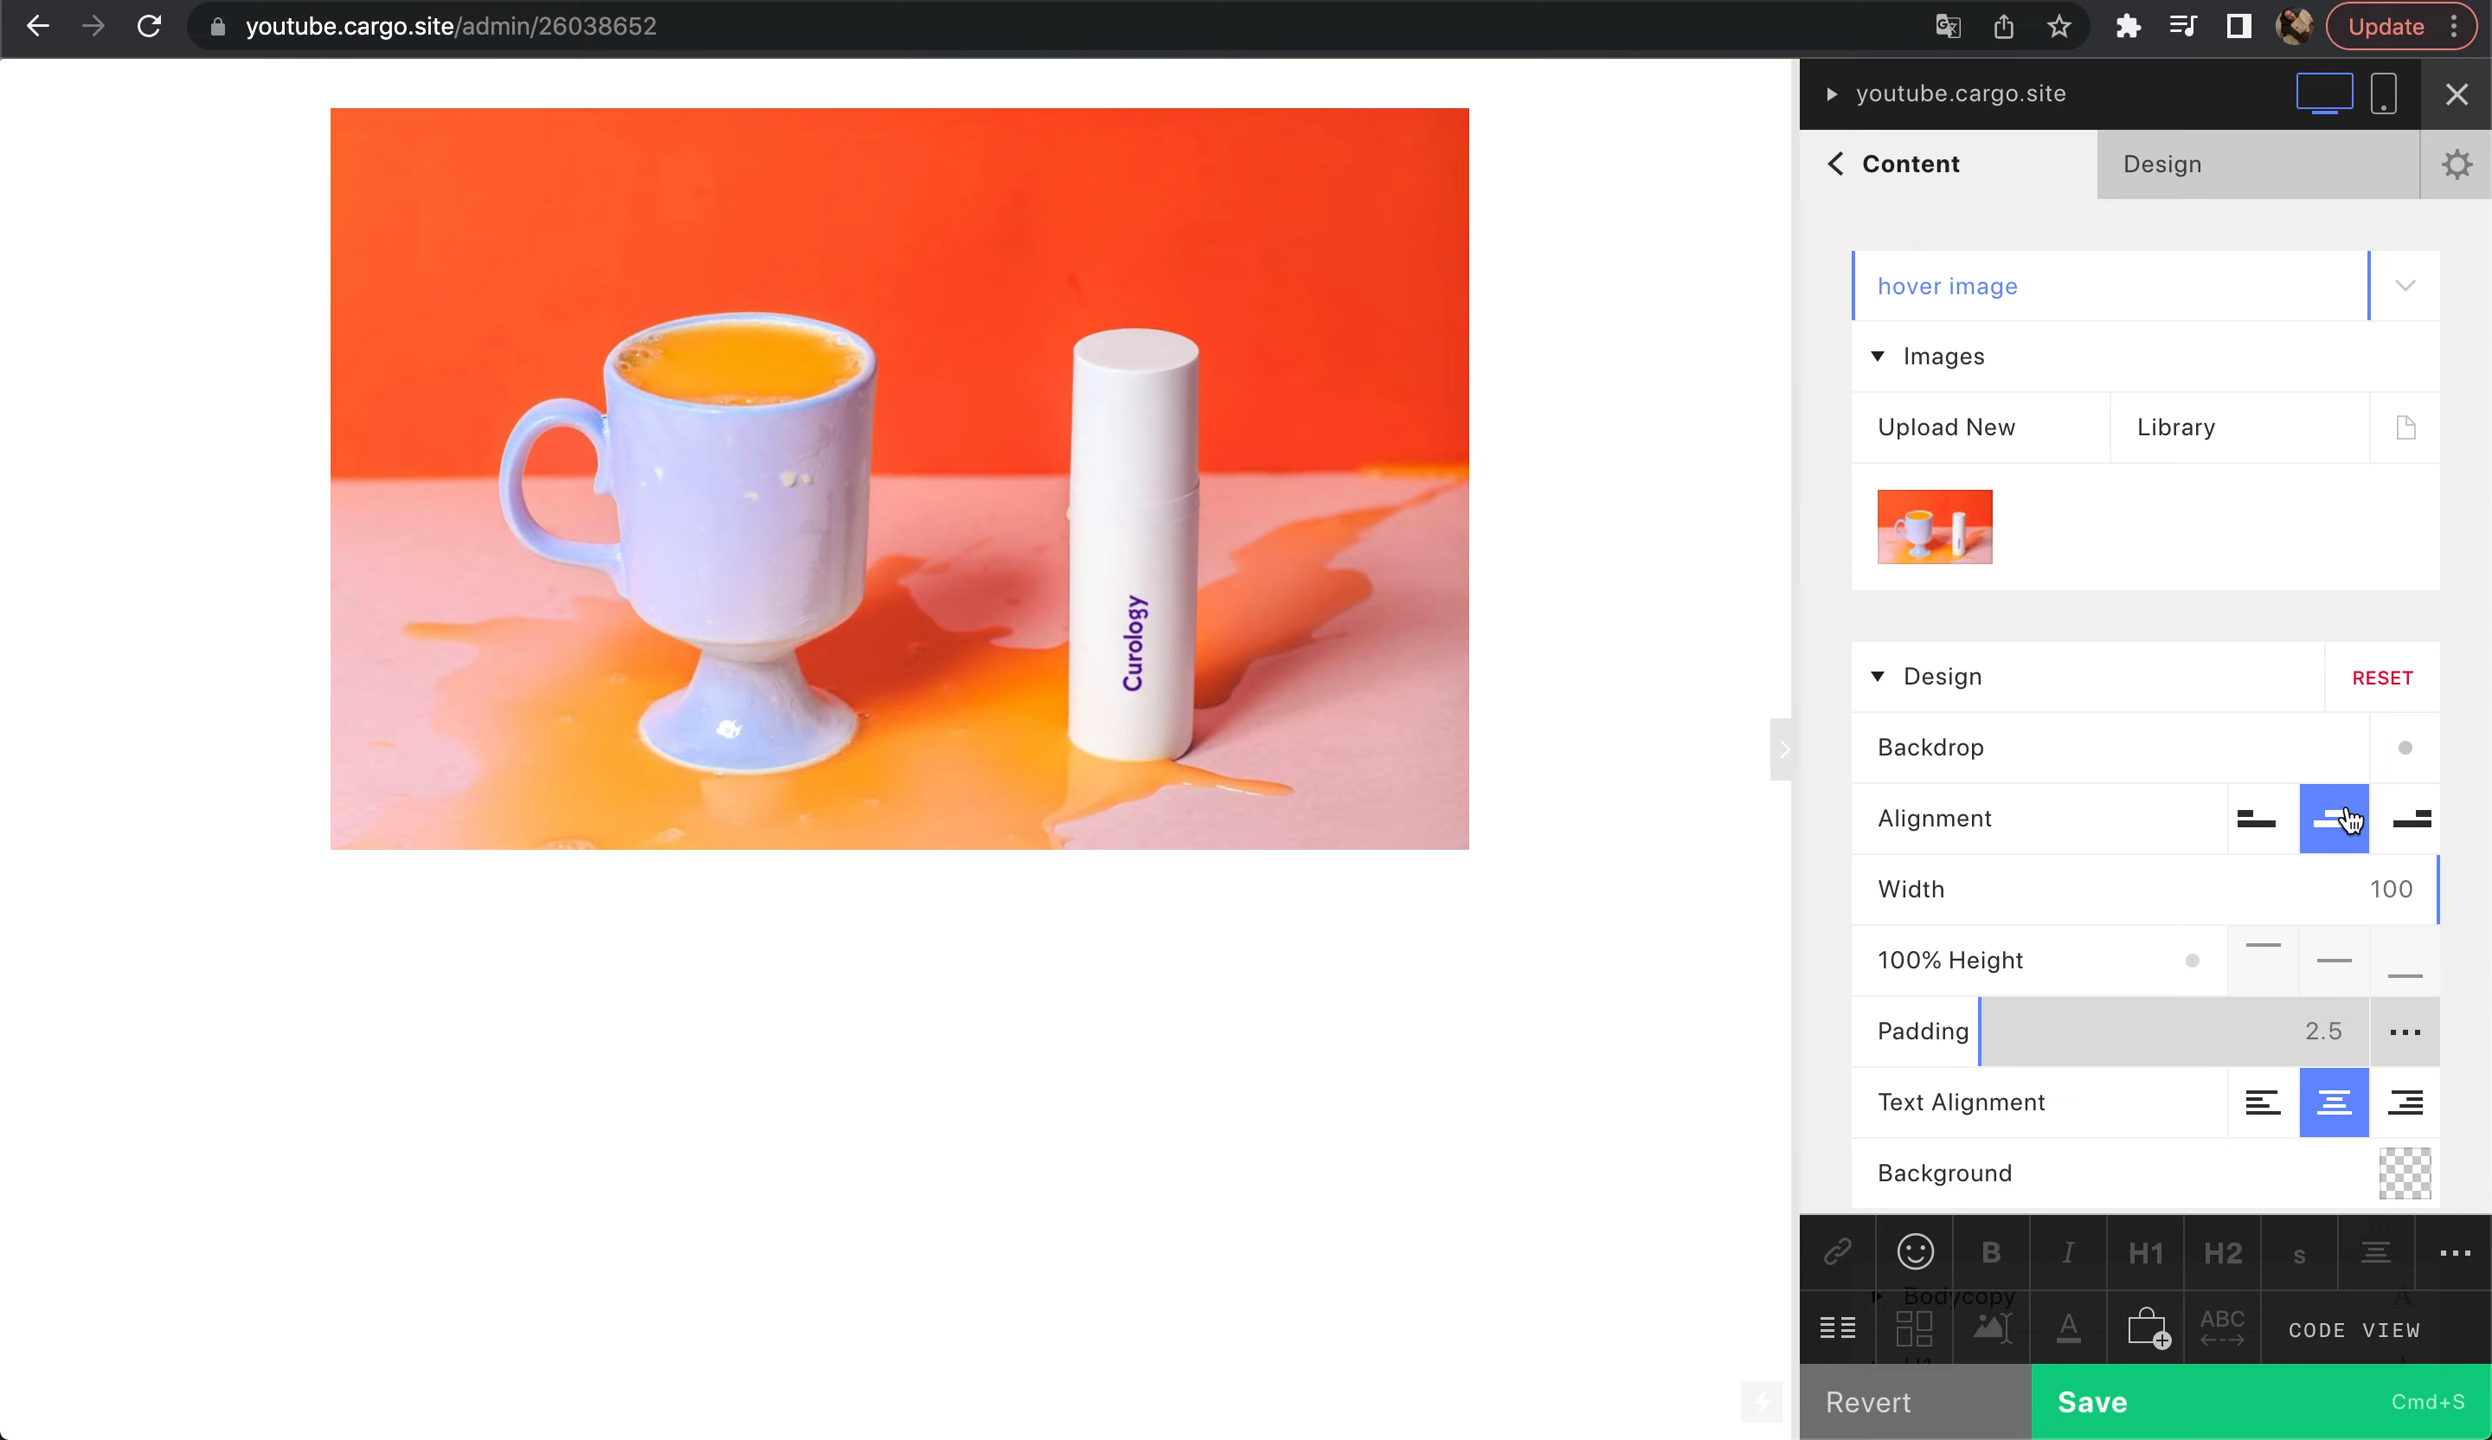 youtube.cargo.site/admin/26038652
Update
youtube.cargo.site
Content
Design
hover image
Images
Upload New
Library
Curology
Design
RESET
Backdrop
Alignment
Width
100
100% Height
Padding
2.5
Text Alignment
Background
B I H1 H2 s
Bodycopy A
A ABC CODE VIEW
H1
Revert
Save
Cmd+S